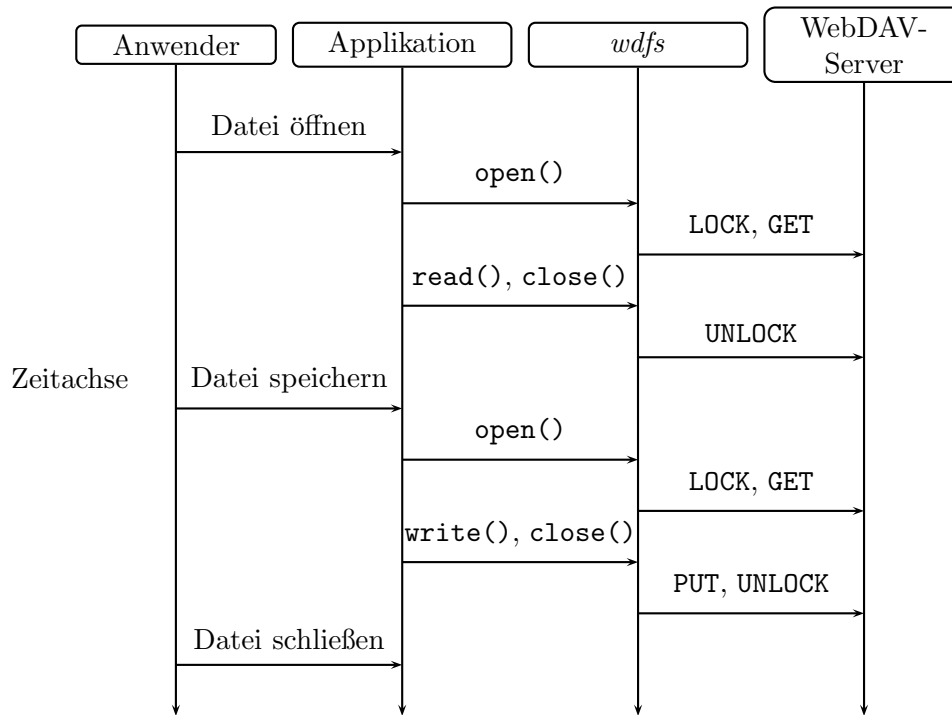 Anwender
Applikation
wdfs
WebDAV-
Server
Datei öffnen
open()
LOCK, GET
read(), close()
UNLOCK
Zeitachse
Datei speichern
open()
LOCK, GET
write(), close()
PUT, UNLOCK
Datei schließen